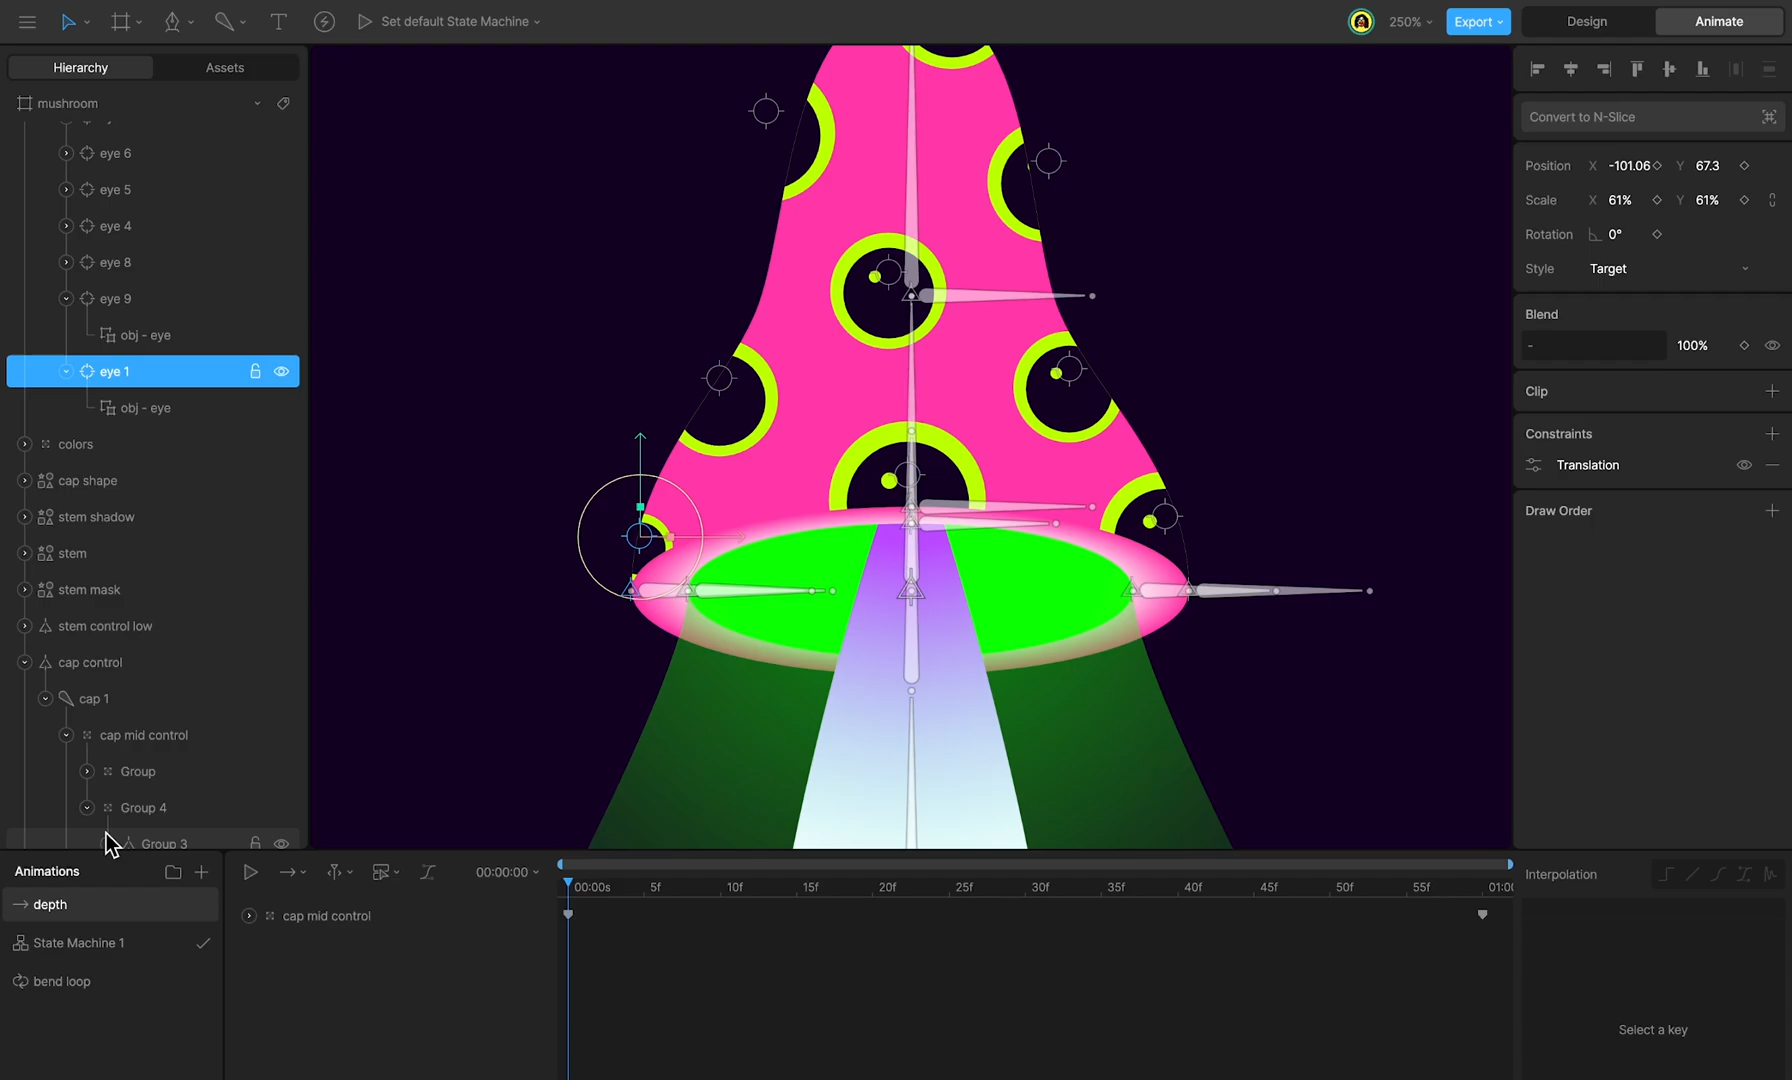 Set default State Machine
250%
Export
Design
Animate
Hierarchy
Assets
mushroom
eye 6
eye 5
eye 4
eye 8
eye 9
obj - eye
eye 1
obj - eye
colors
cap shape
stem shadow
stem
stem mask
stem control low
cap control
cap 1
cap mid control
Group
Group 4
Group 3
Convert to N-Slice
Position X -101.06 Y 67.3
Scale X 61% Y 61%
Rotation 0°
Style Target
Blend
- 100%
Clip
Constraints
Translation
Draw Order
Animations
depth
State Machine 1
bend loop
00:00:00
00:00s 5f 10f 15f 20f 25f 30f 35f 40f 45f 50f 55f
cap mid control
Interpolation
Select a key